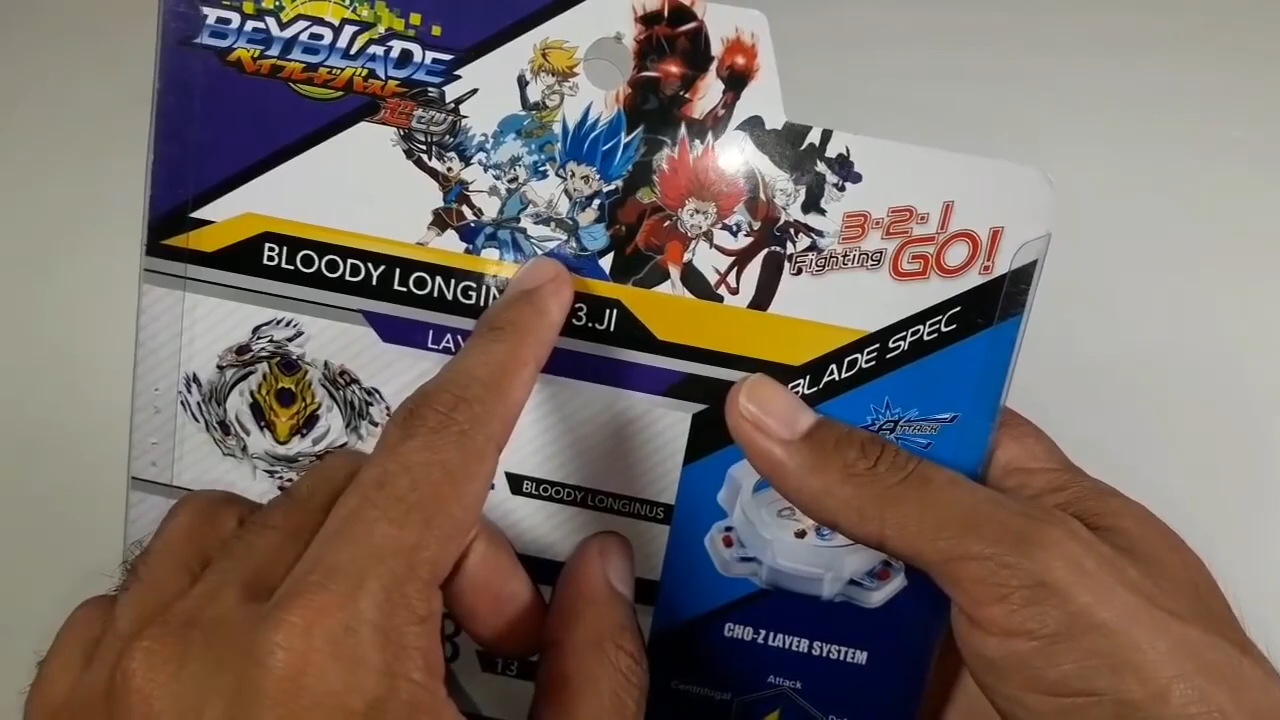 BEYBLADE
ベイブレードバースト
超ゼツ
3·2·1
Fighting GO!
BLOODY LONGIN 3.JI
BLADE SPEC
LAY
ATTACK
BLOODY LONGINUS
CHO-Z LAYER SYSTEM
13
Attack
Centrifugal